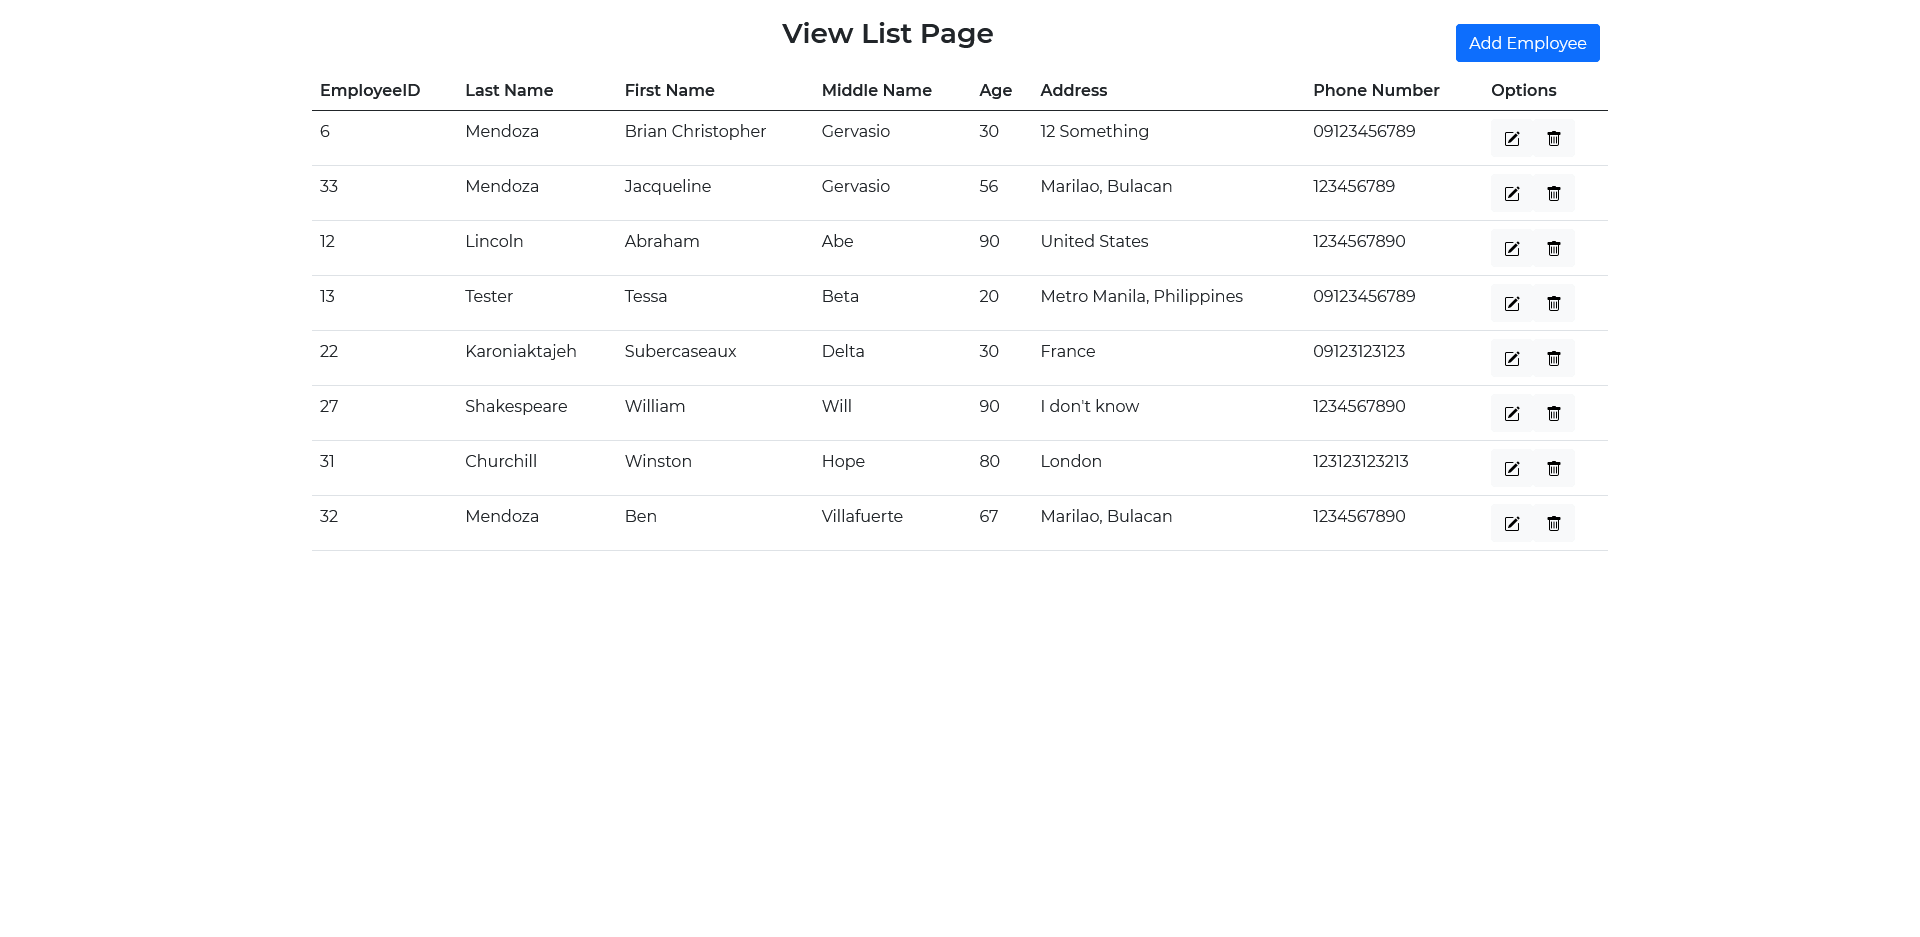 View List Page
Add Employee
EmployeeID Last Name First Name Middle Name Age Address Phone Number Options
6 Mendoza Brian Christopher Gervasio 30 12 Something 09123456789
33 Mendoza Jacqueline Gervasio 56 Marilao, Bulacan 123456789
12 Lincoln Abraham Abe 90 United States 1234567890
13 Tester Tessa Beta 20 Metro Manila, Philippines 09123456789
22 Karoniaktajeh Subercaseaux Delta 30 France 09123123123
27 Shakespeare William Will 90 I don't know 1234567890
31 Churchill Winston Hope 80 London 123123123213
32 Mendoza Ben Villafuerte 67 Marilao, Bulacan 1234567890